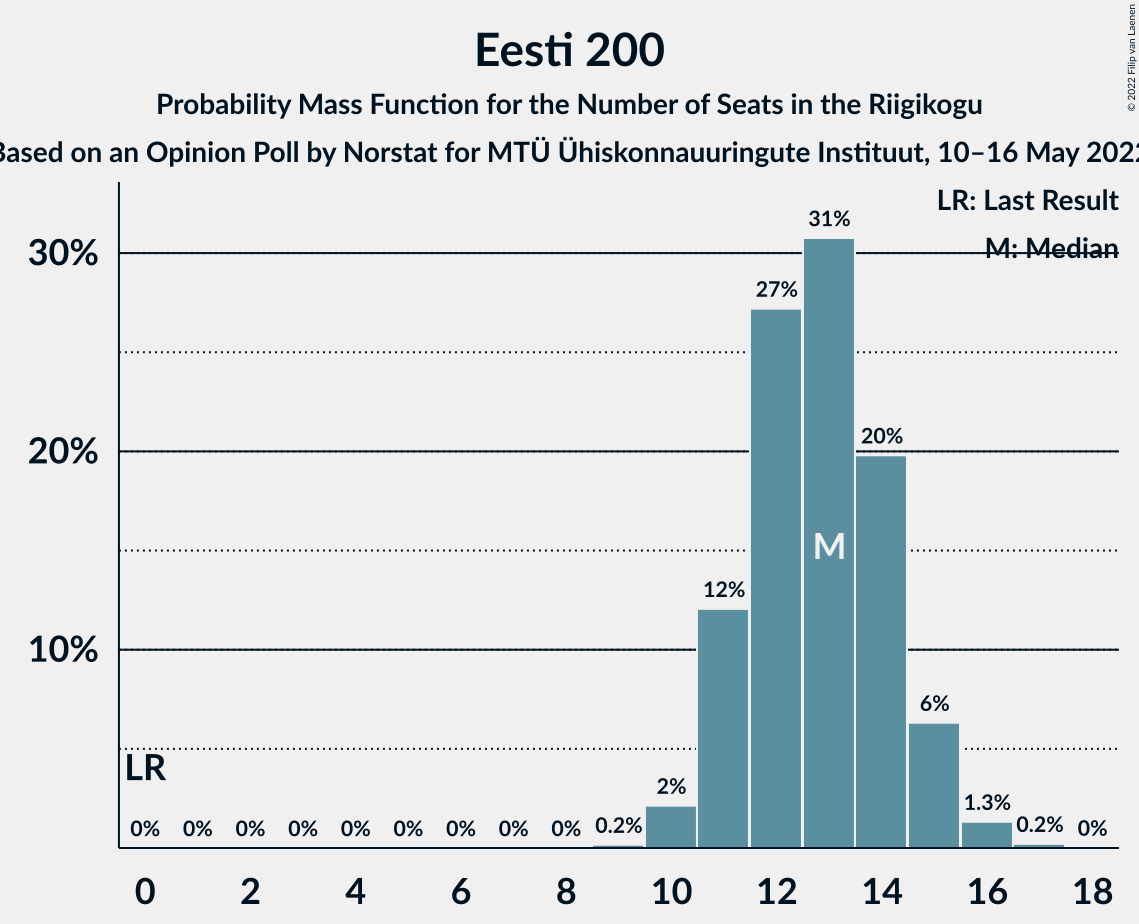 © 2022 Filip van Laenen
Eesti 200
Probability Mass Function for the Number of Seats in the Riigikogu
Based on an Opinion Poll by Norstat for MTÜ Ühiskonnauuringute Instituut, 10–16 May 2022
LR: Last Result
M: Median
30%
20%
10%
31%
27%
20%
12%
6%
2%
1.3%
0.2%
0.2%
0%
0% 0% 0% 0% 0% 0% 0% 0% 0%
M
LR
0 2 4 6 8 10 12 14 16 18